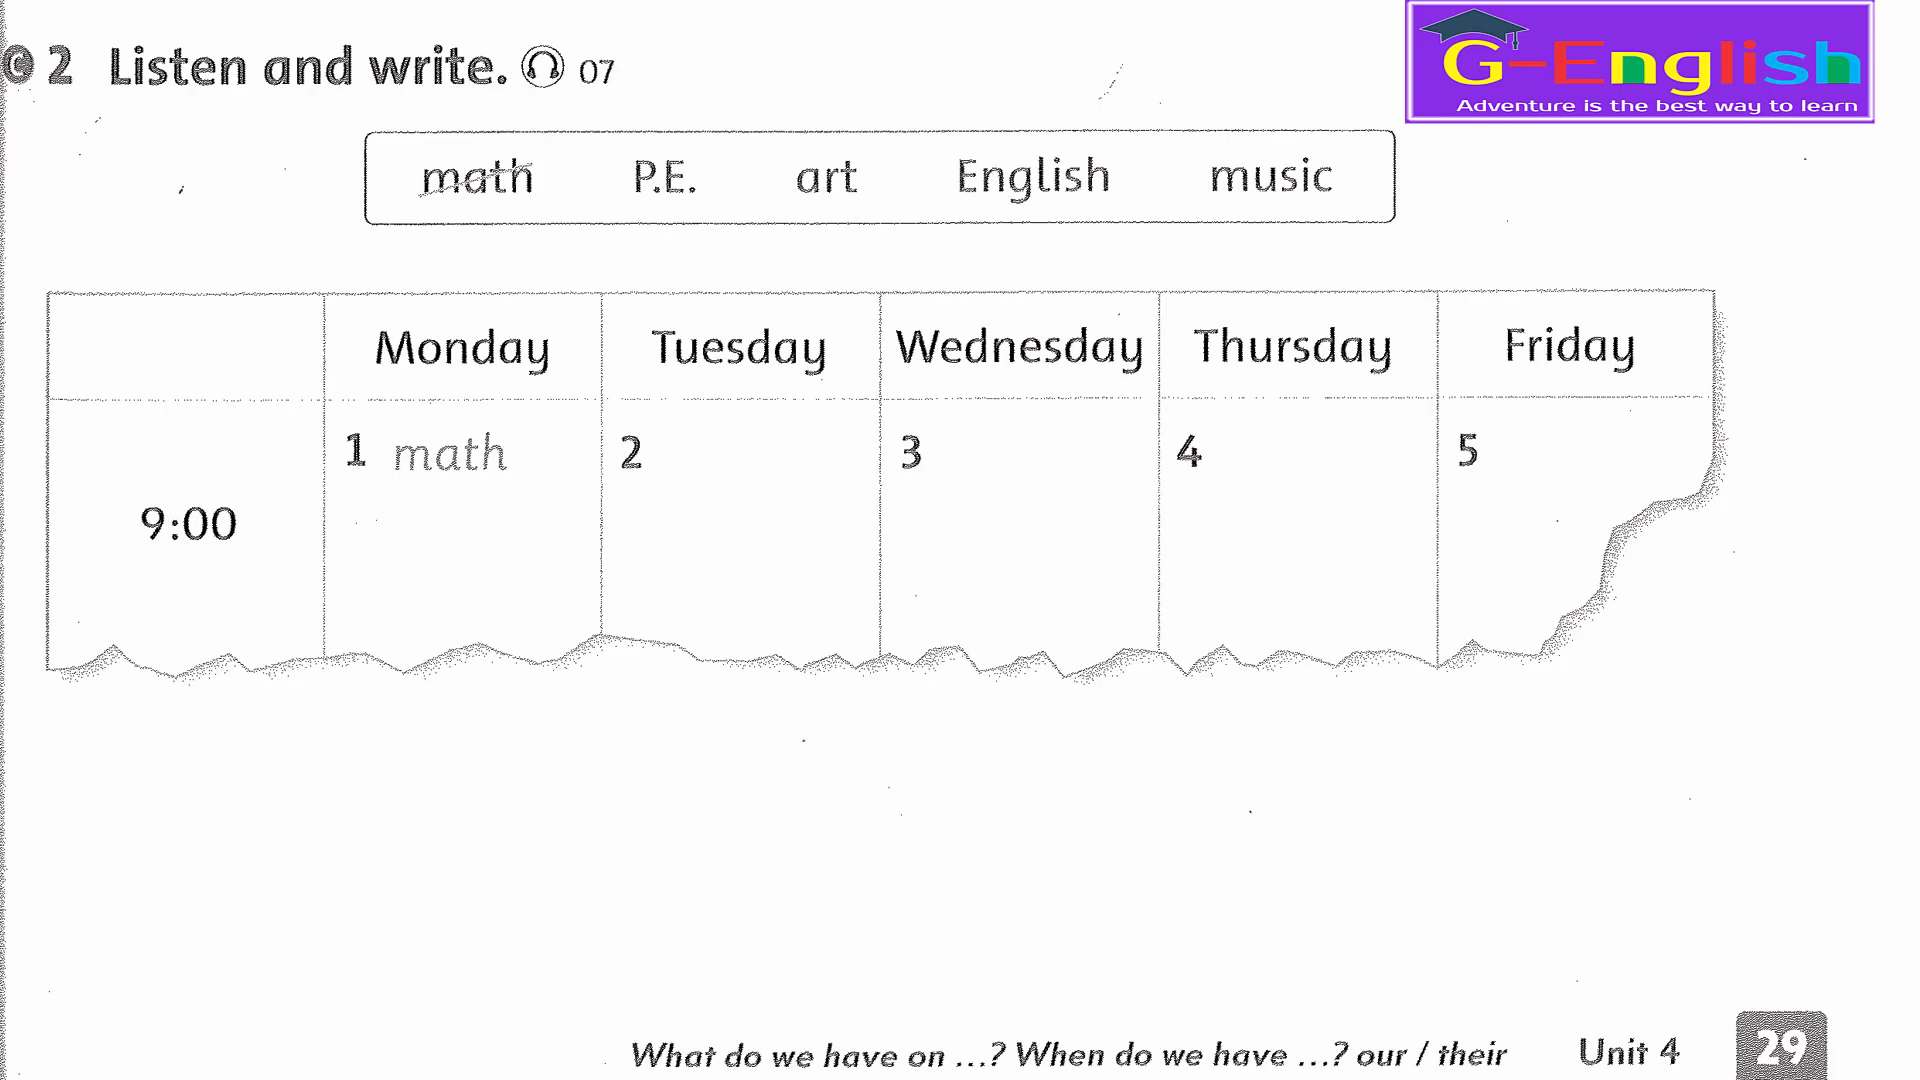 C 2 Listen and write. 07
G-English
Adventure is the best way to learn
math P.E. art English music
Monday Tuesday Wednesday Thursday Friday
1 math 2 3 4 5
9:00
What do we have on ...? When do we have ...? our / their Unit 4 29